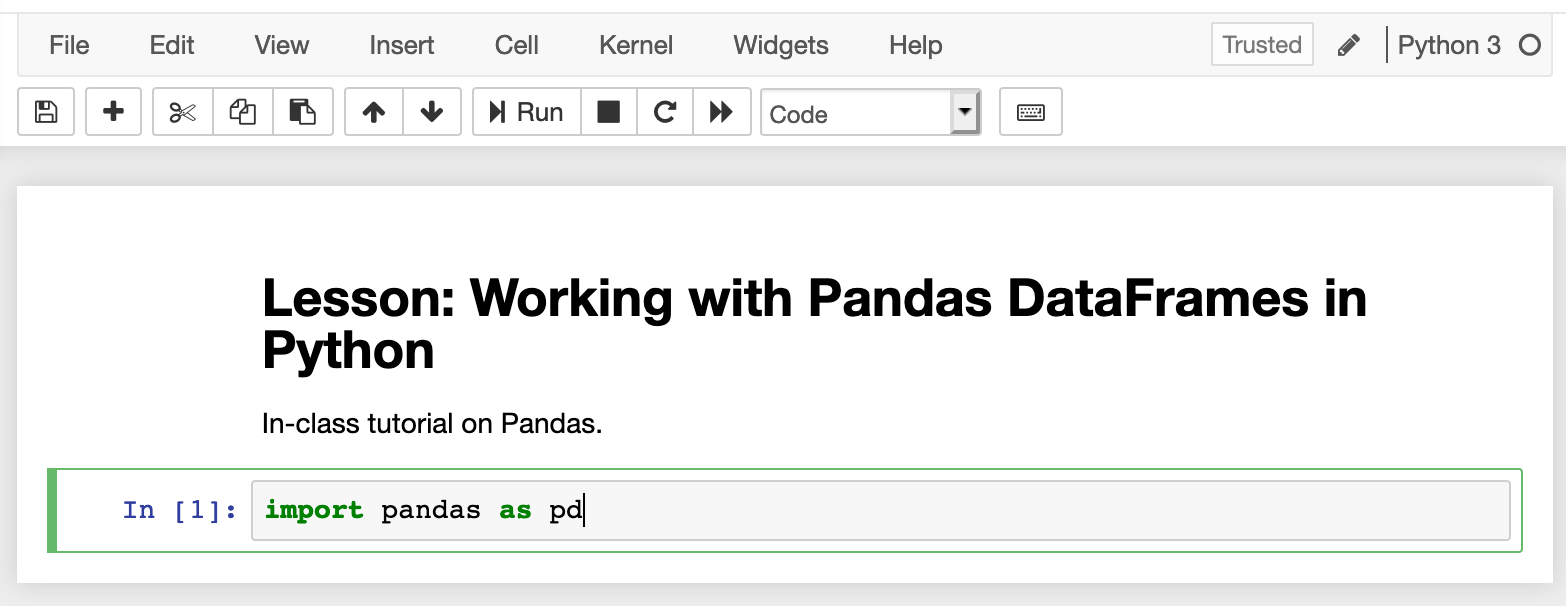 File Edit View Insert Cell Kernel Widgets Help Trusted Python 3
Run Code
Lesson: Working with Pandas DataFrames in
Python
In-class tutorial on Pandas.
In [1]: import pandas as pd